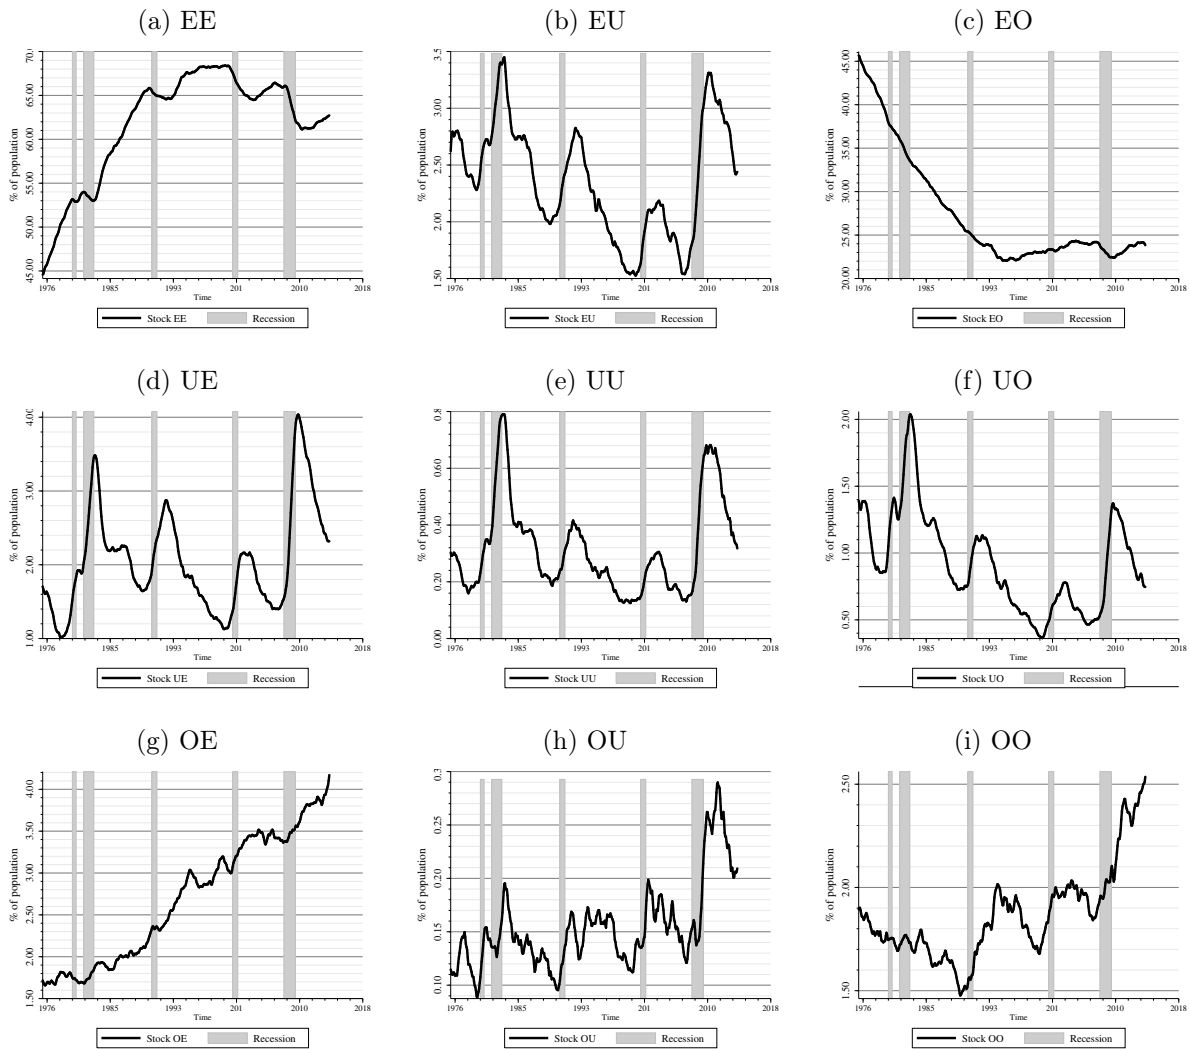 (a) EE
% of population
45.00 50.00 55.00 60.00 65.00 70.
1976 1985 1993 201 2010 2018
Time
Stock EE Recession
(b) EU
% of population
1.50 2.00 2.50 3.00 3.5
1976 1985 1993 201 2010 2018
Time
Stock EU Recession
(c) EO
% of population
20.00 25.00 30.00 35.00 40.00 45.00
1976 1985 1993 201 2010 2018
Time
Stock EO Recession
(d) UE
% of population
1.00 2.00 3.00 4.00
1976 1985 1993 201 2010 2018
Time
Stock UE Recession
(e) UU
% of population
0.00 0.20 0.40 0.60 0.8
1976 1985 1993 201 2010 2018
Time
Stock UU Recession
(f) UO
% of population
0.50 1.00 1.50 2.00
1976 1985 1993 201 2010 2018
Time
Stock UO Recession
(g) OE
% of population
1.50 2.00 2.50 3.00 3.50 4.00
1976 1985 1993 201 2010 2018
Time
Stock OE Recession
(h) OU
% of population
0.10 0.15 0.20 0.25 0.3
1976 1985 1993 201 2010 2018
Time
Stock OU Recession
(i) OO
% of population
1.50 2.00 2.50
1976 1985 1993 201 2010 2018
Time
Stock OO Recession